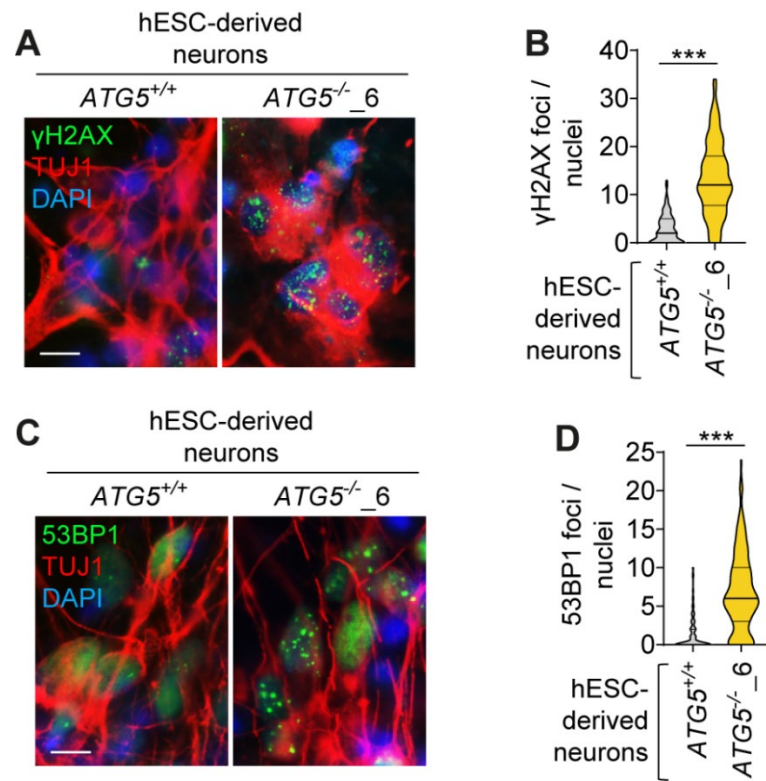 A
hESC-derived
neurons
ATG5+/+ ATG5-/-_6
γH2AX
TUJ1
DAPI
B
γH2AX foci /
nuclei
40
***
30
20
10
0
hESC-
derived
neurons
ATG5+/+
ATG5-/-_6
C
hESC-derived
neurons
ATG5+/+ ATG5-/-_6
53BP1
TUJ1
DAPI
D
53BP1 foci /
nuclei
25
***
20
15
10
5
0
hESC-
derived
neurons
ATG5+/+
ATG5-/-_6